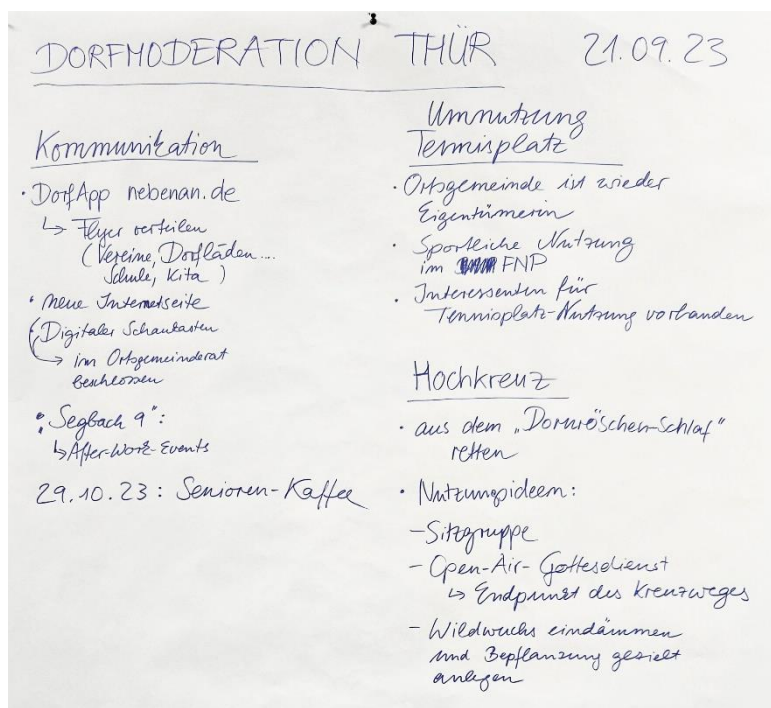 DORFMODERATION THÜR 21.09.23
Kommunikation
· DorfApp nebenan.de
↳ Flyer verteilen
(Vereine, Dorfläden...
Schule, Kita)
· neue Internetseite
Digitaler Schaukasten
→ im Ortsgemeinderat
beschlossen
· „Segbach 9":
↳ After-Work-Events
29.10.23: Senioren-Kaffee
Umnutzung
Tennisplatz
· Ortsgemeinde ist wieder
Eigentümerin
· Sportliche Nutzung
im FNP
· Interessenten für
Tennisplatz-Nutzung vorhanden
Hochkreuz
· aus dem „Dornröschen-Schlaf"
retten
· Nutzungsideen:
- Sitzgruppe
- Open-Air-Gottesdienst
↳ Endpunkt des Kreuzweges
- Wildwuchs eindämmen
und Bepflanzung gezielt
anlegen